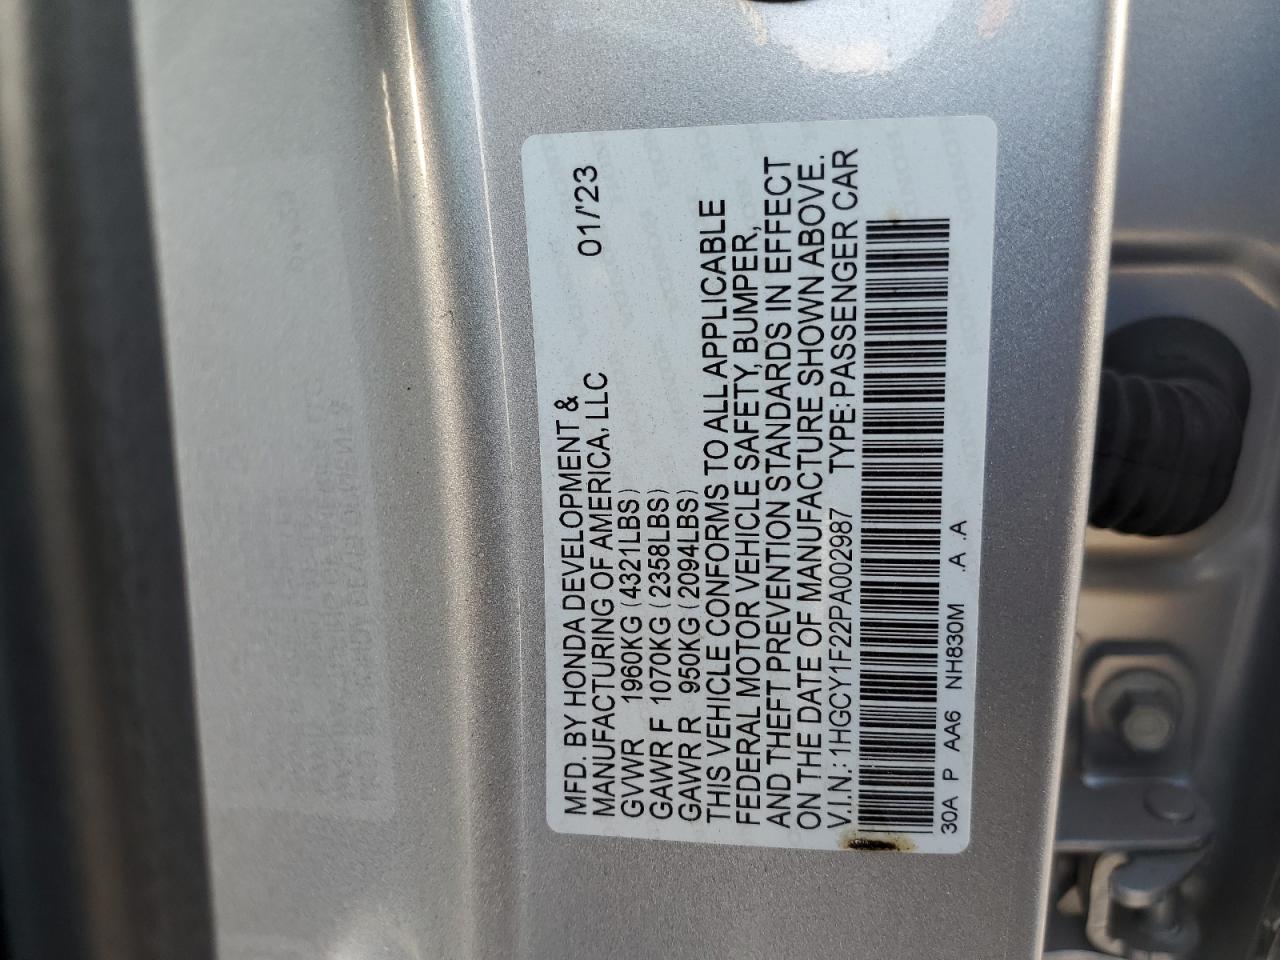 MFD. BY HONDA DEVELOPMENT &
MANUFACTURING OF AMERICA, LLC 01/'23
GVWR 1960KG (4321LBS)
GAWR F 1070KG (2358LBS)
GAWR R 950KG (2094LBS)
THIS VEHICLE CONFORMS TO ALL APPLICABLE
FEDERAL MOTOR VEHICLE SAFETY, BUMPER,
AND THEFT PREVENTION STANDARDS IN EFFECT
ON THE DATE OF MANUFACTURE SHOWN ABOVE.
V.I.N.: 1HGCY1F22PA002987 TYPE: PASSENGER CAR
30A P AA6 NH830M .A .A